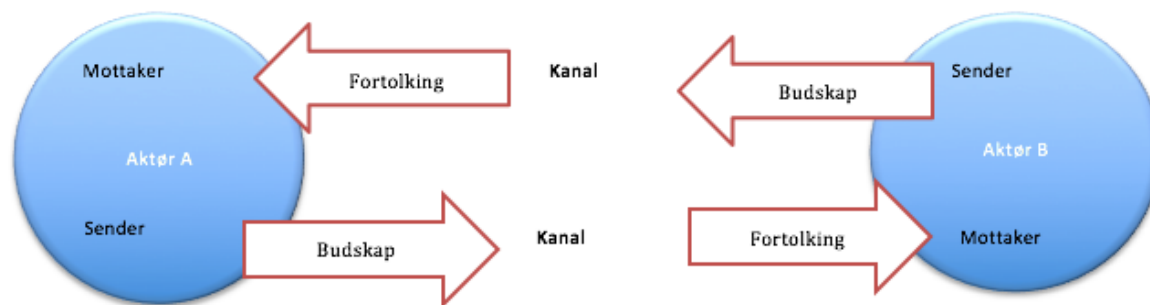 Mottaker
Fortolking
Kanal
Budskap
Sender
Aktør A
Aktør B
Sender
Budskap
Kanal
Fortolking
Mottaker